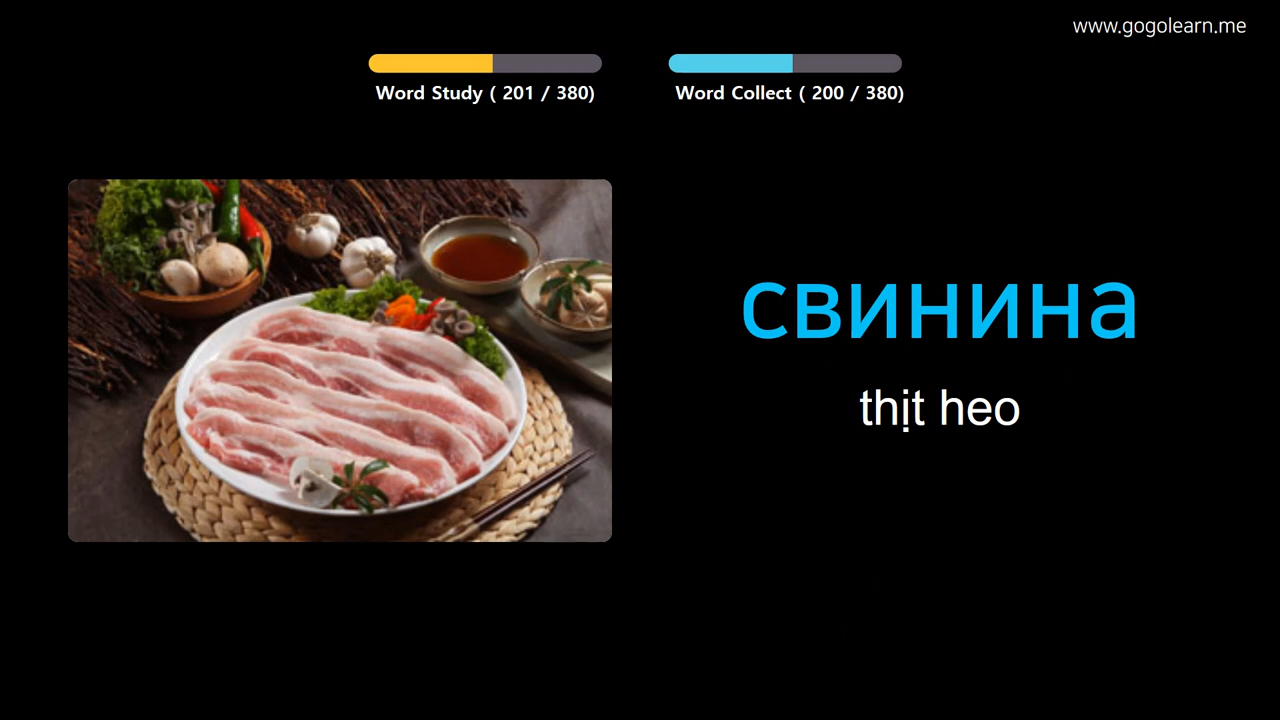 www.gogolearn.me
Word Study ( 201 / 380)
Word Collect ( 200 / 380)
свинина
thịt heo